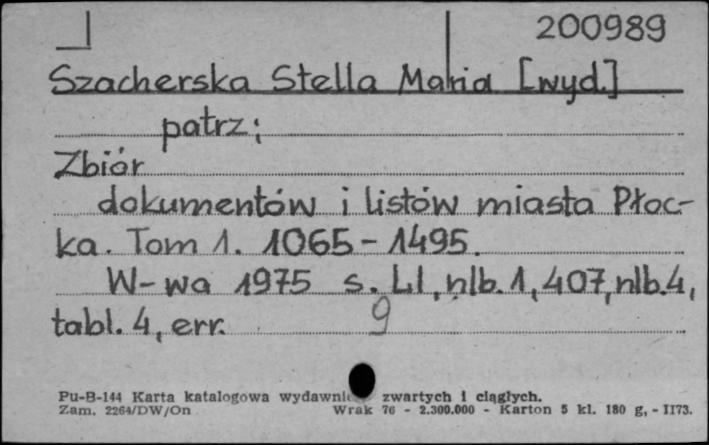 200989
Szacherska Stella Maria [wyd.]
patrz;
Zbiór
dokumentów i listów miasta Płoc-
ka. Tom 1. 1065-1495.
W-wa 1975 s. LI, nlb. 1, 407, nlb. 4,
tabl. 4, err.
9
Pu-B-144 Karta katalogowa zwartych i ciągłych.
Zam. 2264/DW/On Wrak 76 - 2.300.000 - Karton 5 kl. 180 g, - II73.